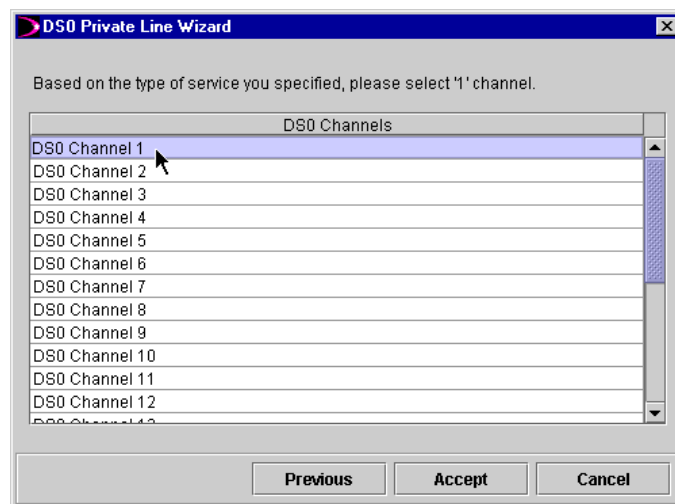 DS0 Private Line Wizard
Based on the type of service you specified, please select '1' channel.
DS0 Channels
DS0 Channel 1
DS0 Channel 2
DS0 Channel 3
DS0 Channel 4
DS0 Channel 5
DS0 Channel 6
DS0 Channel 7
DS0 Channel 8
DS0 Channel 9
DS0 Channel 10
DS0 Channel 11
DS0 Channel 12
Previous
Accept
Cancel